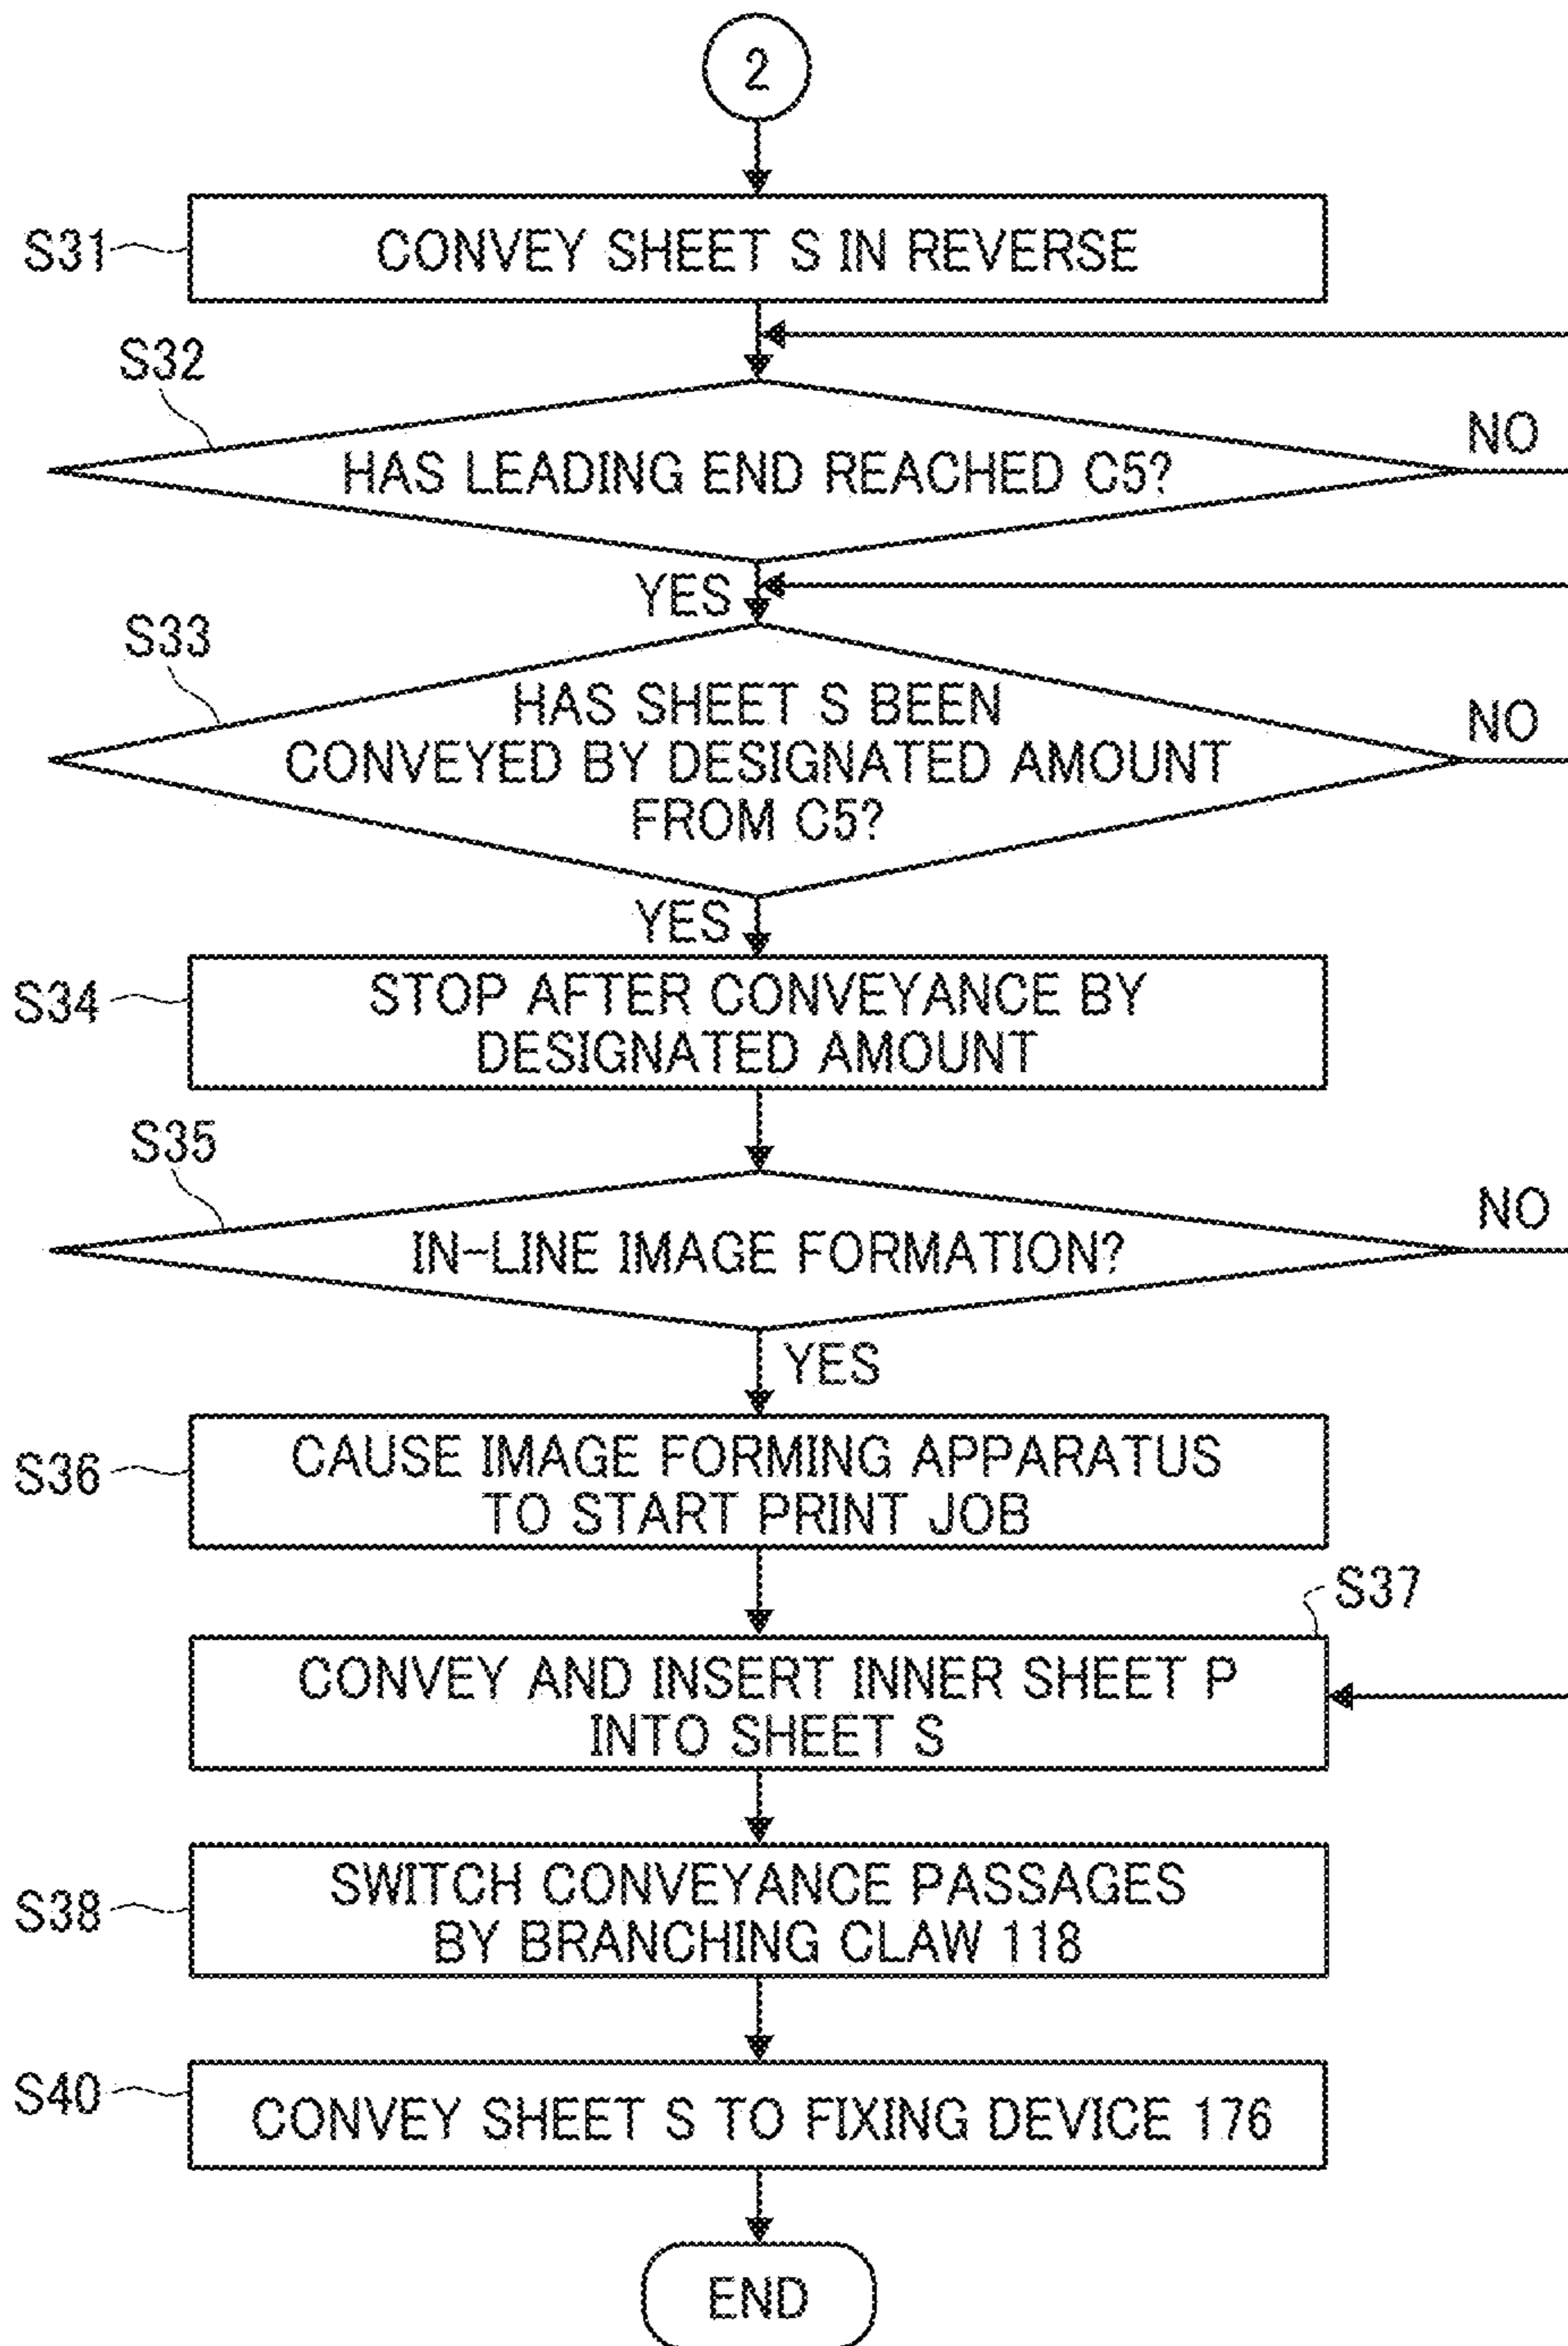 2
S31
CONVEY SHEET S IN REVERSE
S32
HAS LEADING END REACHED C5?
NO
YES
S33
HAS SHEET S BEEN
CONVEYED BY DESIGNATED AMOUNT
FROM C5?
NO
YES
S34
STOP AFTER CONVEYANCE BY
DESIGNATED AMOUNT
S35
IN-LINE IMAGE FORMATION?
NO
YES
S36
CAUSE IMAGE FORMING APPARATUS
TO START PRINT JOB
S37
CONVEY AND INSERT INNER SHEET P
INTO SHEET S
S38
SWITCH CONVEYANCE PASSAGES
BY BRANCHING CLAW 118
S40
CONVEY SHEET S TO FIXING DEVICE 176
END